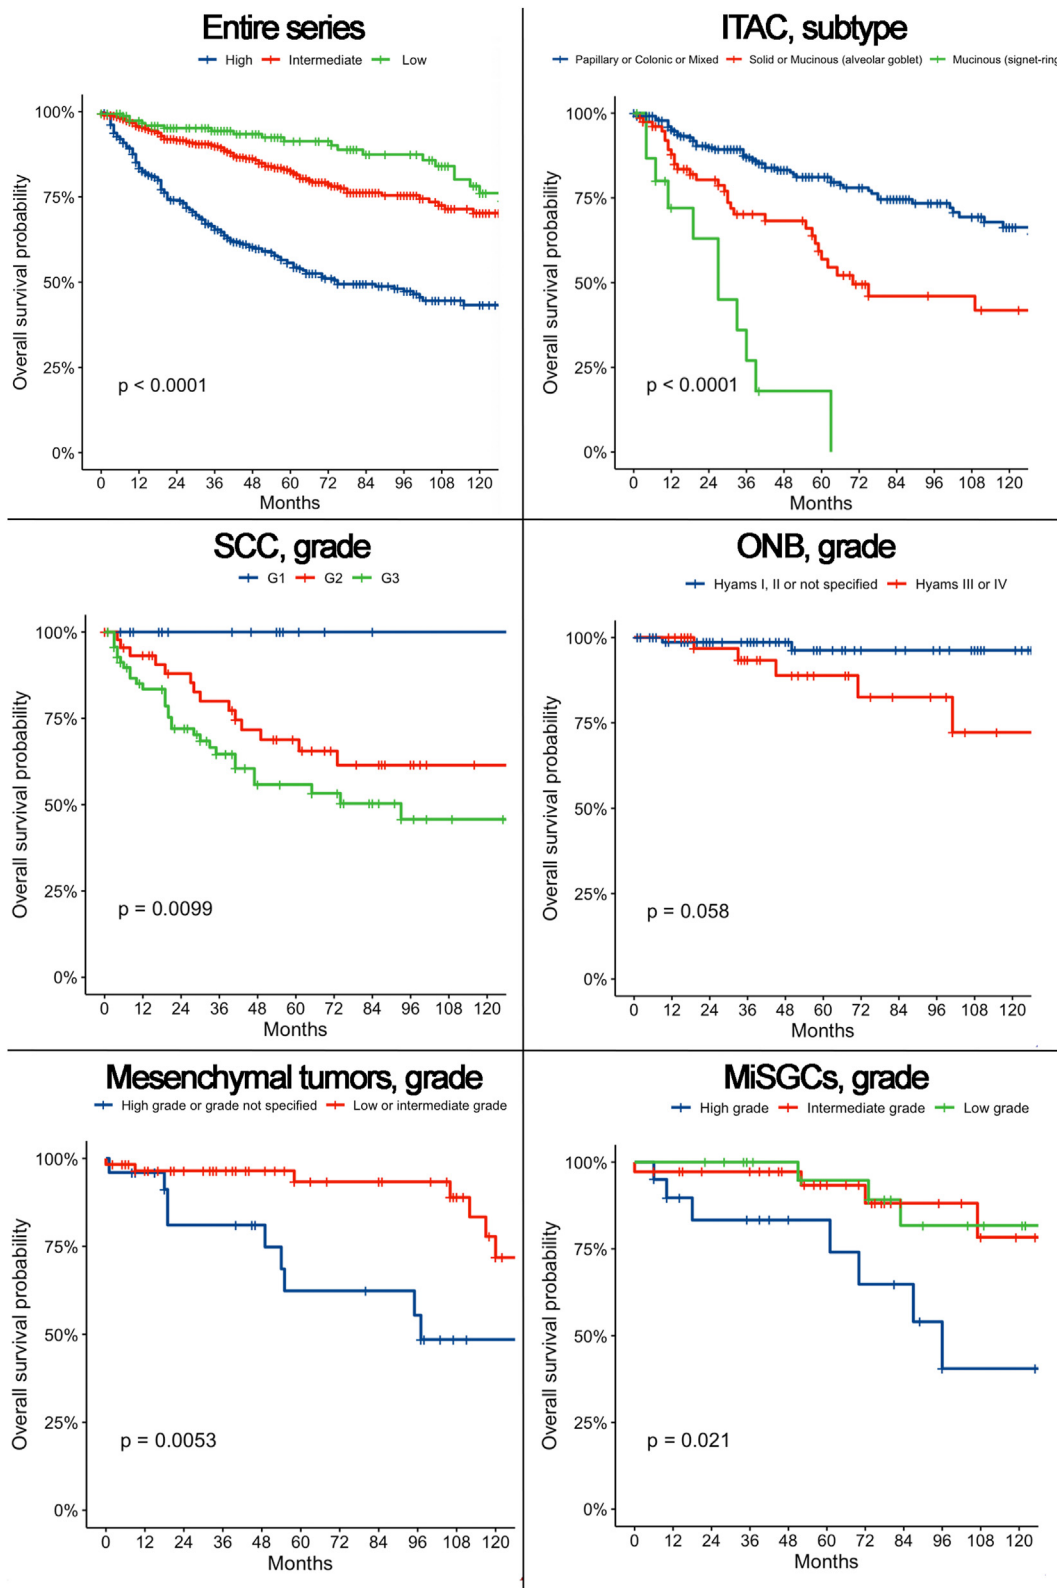 Entire series
High Intermediate Low
Overall survival probability
100%
75%
50%
25%
0%
p < 0.0001
0 12 24 36 48 60 72 84 96 108 120
Months
ITAC, subtype
Papillary or Colonic or Mixed Solid or Mucinous (alveolar goblet) Mucinous (signet-ring
Overall survival probability
100%
75%
50%
25%
0%
p < 0.0001
0 12 24 36 48 60 72 84 96 108 120
Months
SCC, grade
G1 G2 G3
Overall survival probability
100%
75%
50%
25%
0%
p = 0.0099
0 12 24 36 48 60 72 84 96 108 120
Months
ONB, grade
Hyams I, II or not specified Hyams III or IV
Overall survival probability
100%
75%
50%
25%
0%
p = 0.058
0 12 24 36 48 60 72 84 96 108 120
Months
Mesenchymal tumors, grade
High grade or grade not specified Low or intermediate grade
Overall survival probability
100%
75%
50%
25%
0%
p = 0.0053
0 12 24 36 48 60 72 84 96 108 120
Months
MiSGCs, grade
High grade Intermediate grade Low grade
Overall survival probability
100%
75%
50%
25%
0%
p = 0.021
0 12 24 36 48 60 72 84 96 108 120
Months